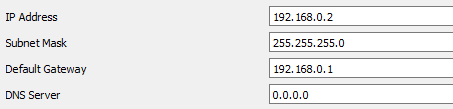 IP Address 192.168.0.2
Subnet Mask 255.255.255.0
Default Gateway 192.168.0.1
DNS Server 0.0.0.0